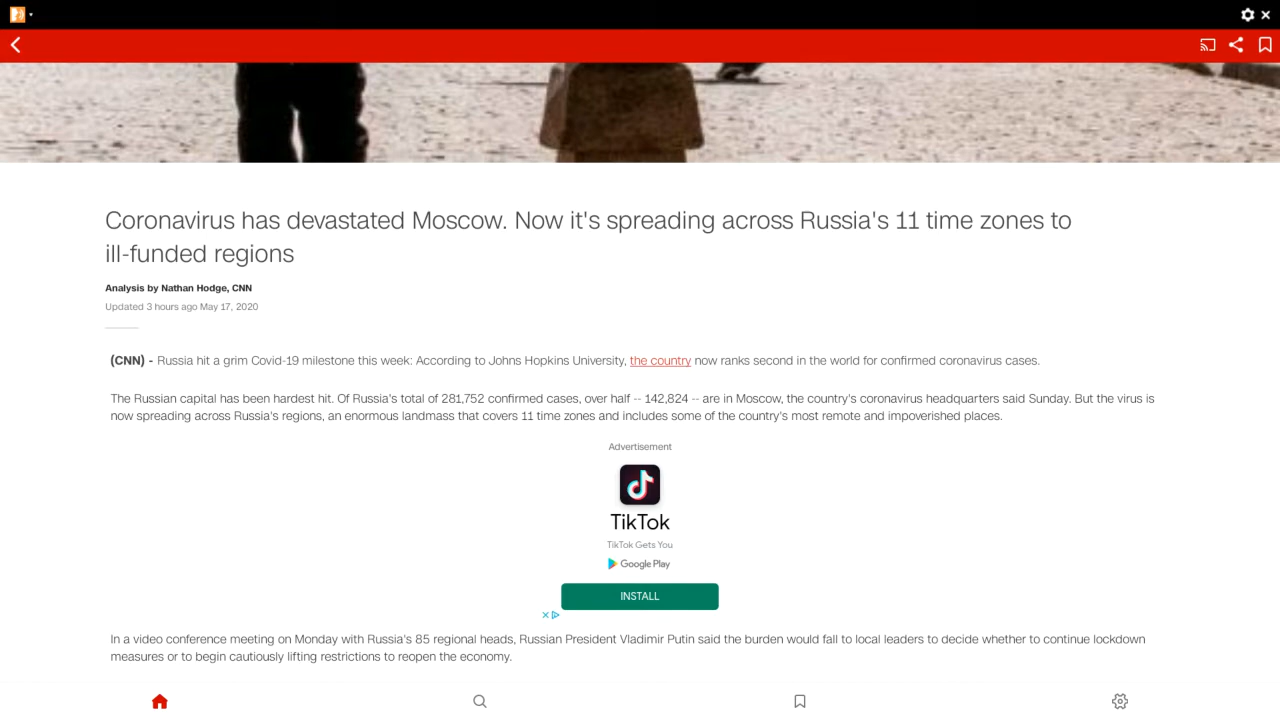 Coronavirus has devastated Moscow. Now it's spreading across Russia's 11 time zones to
ill-funded regions
Analysis by Nathan Hodge, CNN
Updated 3 hours ago May 17, 2020
(CNN) - Russia hit a grim Covid-19 milestone this week: According to Johns Hopkins University, the country now ranks second in the world for confirmed coronavirus cases.
The Russian capital has been hardest hit. Of Russia's total of 281,752 confirmed cases, over half -- 142,824 -- are in Moscow, the country's coronavirus headquarters said Sunday. But the virus is
now spreading across Russia's regions, an enormous landmass that covers 11 time zones and includes some of the country's most remote and impoverished places.
Advertisement
TikTok
TikTok Gets You
Google Play
INSTALL
In a video conference meeting on Monday with Russia's 85 regional heads, Russian President Vladimir Putin said the burden would fall to local leaders to decide whether to continue lockdown
measures or to begin cautiously lifting restrictions to reopen the economy.